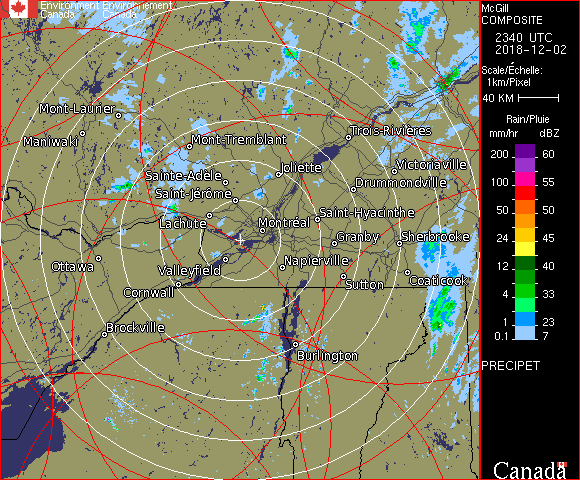 Environment Environnement
Canada Canada
McGill
COMPOSITE
2340 UTC
2018-12-02
Scale/Échelle:
1km/Pixel
40 KM
Rain/Pluie
mm/hr dBZ
200 60
100 55
50 50
24 45
12 40
4 33
1 23
0.1 7
PRECIPET
Canada
Mont-Laurier
Maniwaki
Mont-Tremblant
Trois-Rivières
Sainte-Adèle
Joliette
Victoriaville
Saint-Jérôme
Drummondville
Lachute
Montréal
Saint-Hyacinthe
Granby
Sherbrooke
Ottawa
Valleyfield
Napierville
Cornwall
Sutton
Coaticook
Brockville
Burlington